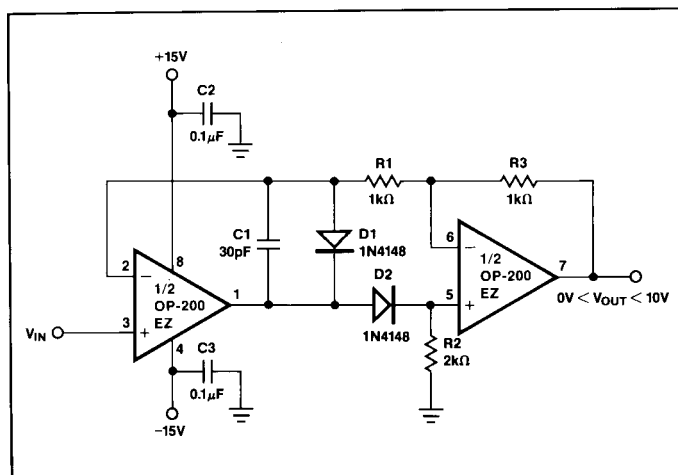 +15V
C2
0.1µF
R1
1kΩ
R3
1kΩ
C1
30pF
D1
1N4148
D2
1N4148
2
−
8
1/2
OP-200
EZ
1
3
+
4
VIN
C3
0.1µF
−15V
6
−
1/2
OP-200
EZ
7
5
+
0V < VOUT < 10V
R2
2kΩ